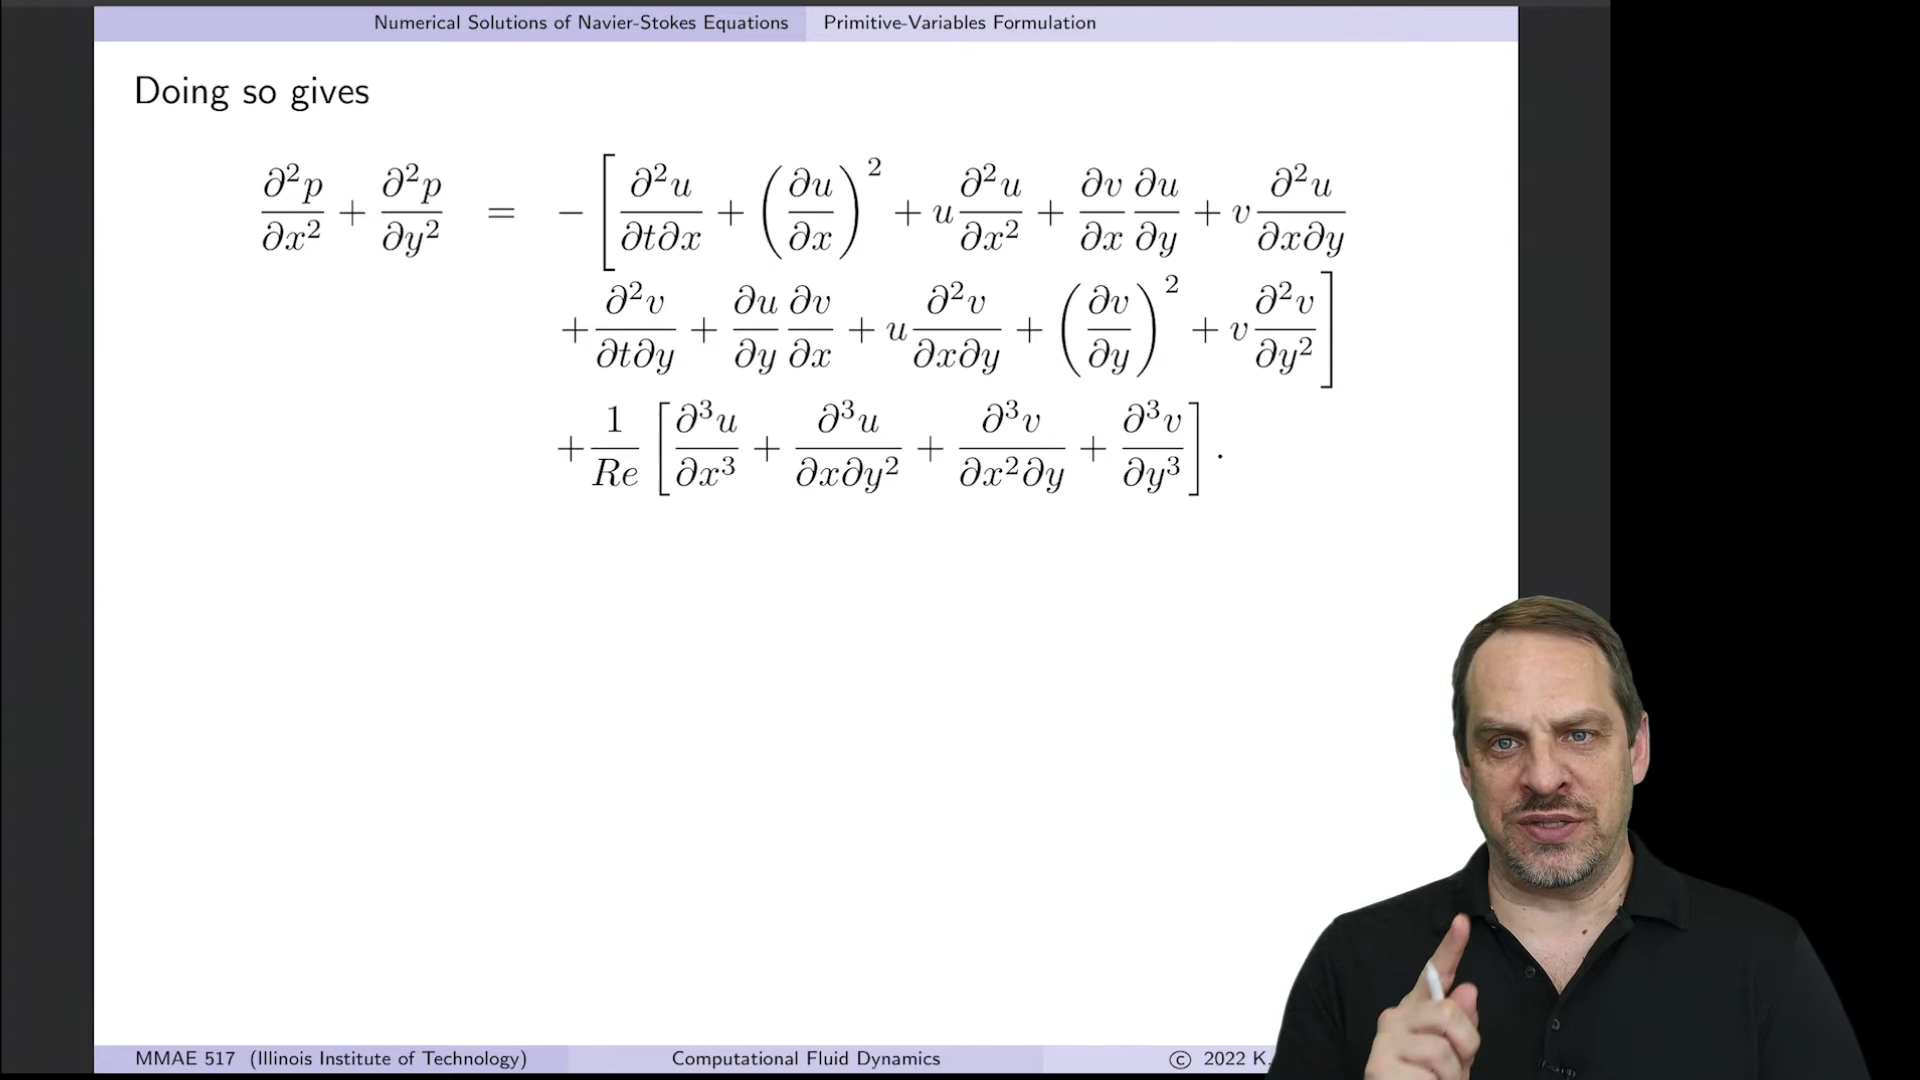 Numerical Solutions of Navier-Stokes Equations Primitive-Variables Formulation
Doing so gives
∂²p/∂x² + ∂²p/∂y² = −[∂²u/∂t∂x + (∂u/∂x)² + u ∂²u/∂x² + ∂v/∂x ∂u/∂y + v ∂²u/∂x∂y
+ ∂²v/∂t∂y + ∂u/∂y ∂v/∂x + u ∂²v/∂x∂y + (∂v/∂y)² + v ∂²v/∂y²]
+ 1/Re [∂³u/∂x³ + ∂³u/∂x∂y² + ∂³v/∂x²∂y + ∂³v/∂y³].
MMAE 517 (Illinois Institute of Technology) Computational Fluid Dynamics © 2022 K.